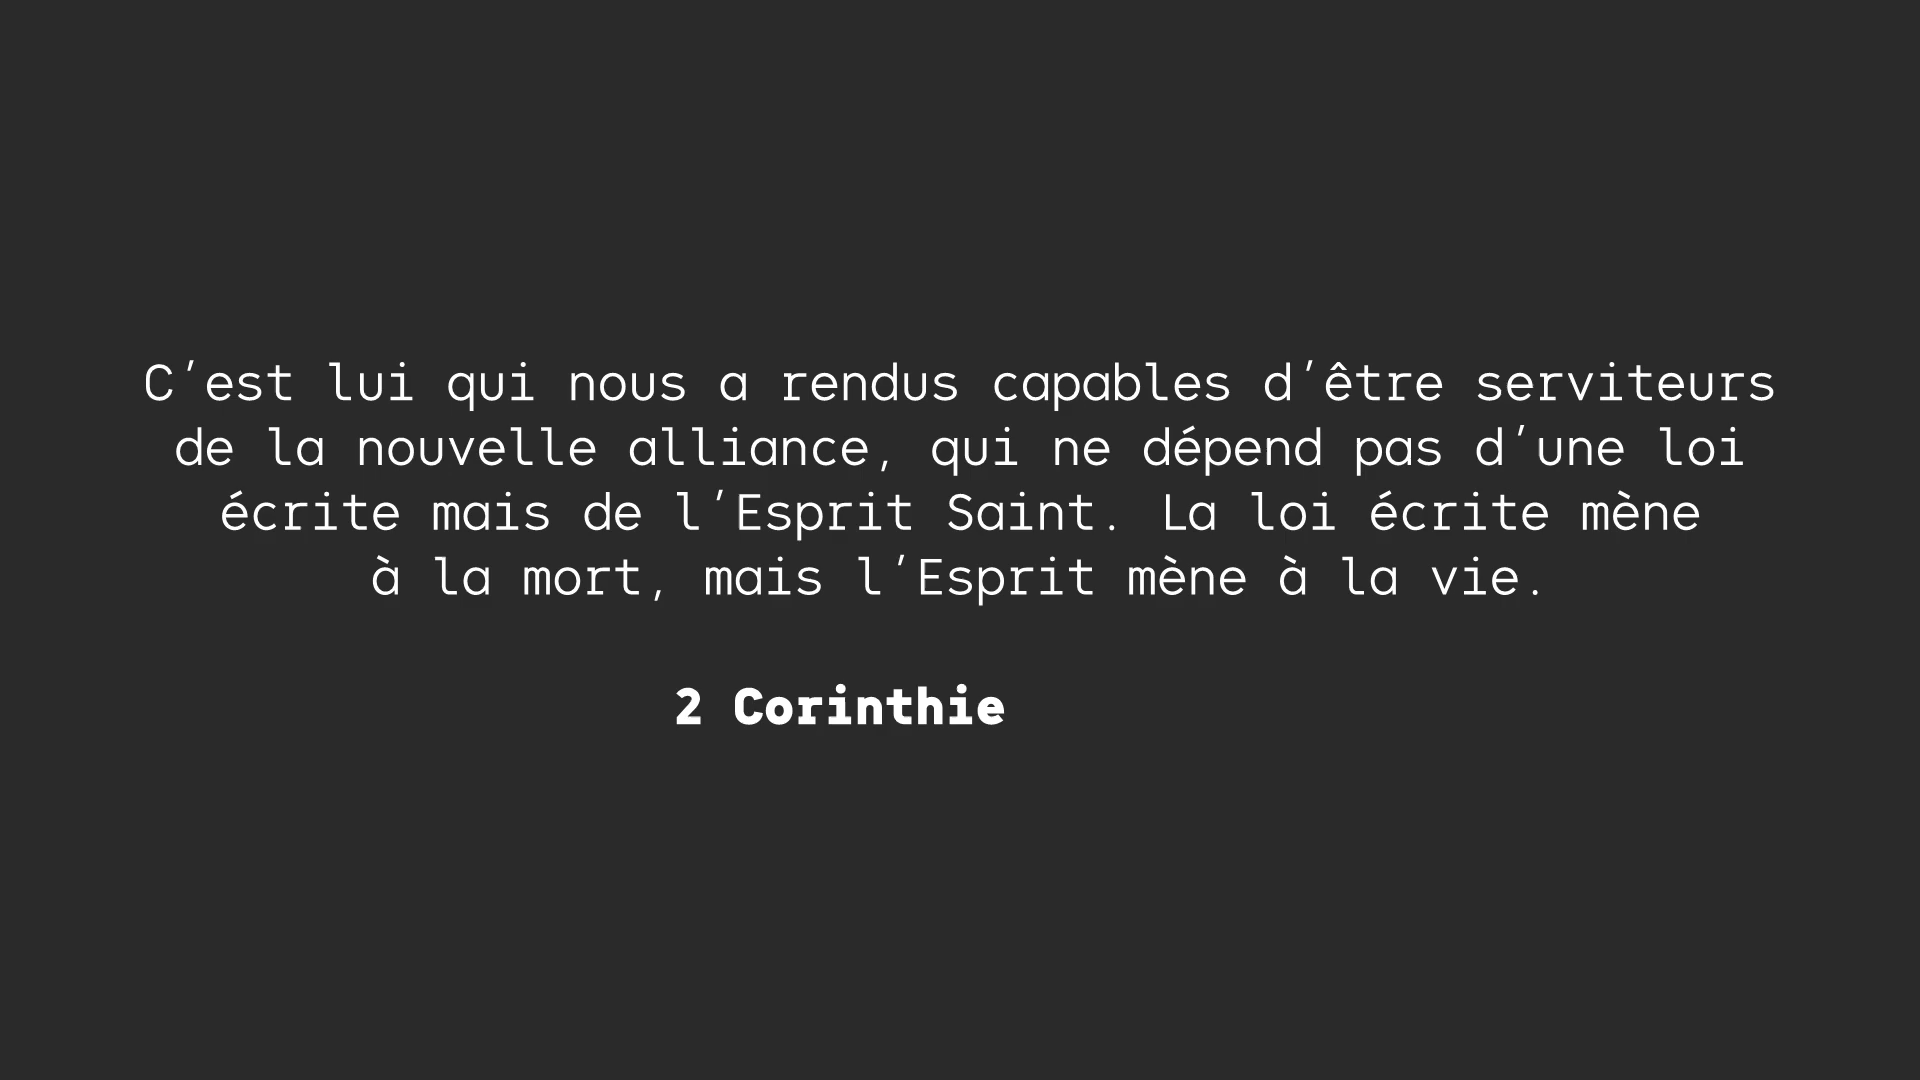 C’est lui qui nous a rendus capables d’être serviteurs
de la nouvelle alliance, qui ne dépend pas d’une loi
écrite mais de l’Esprit Saint. La loi écrite mène
à la mort, mais l’Esprit mène à la vie.
2 Corinthie